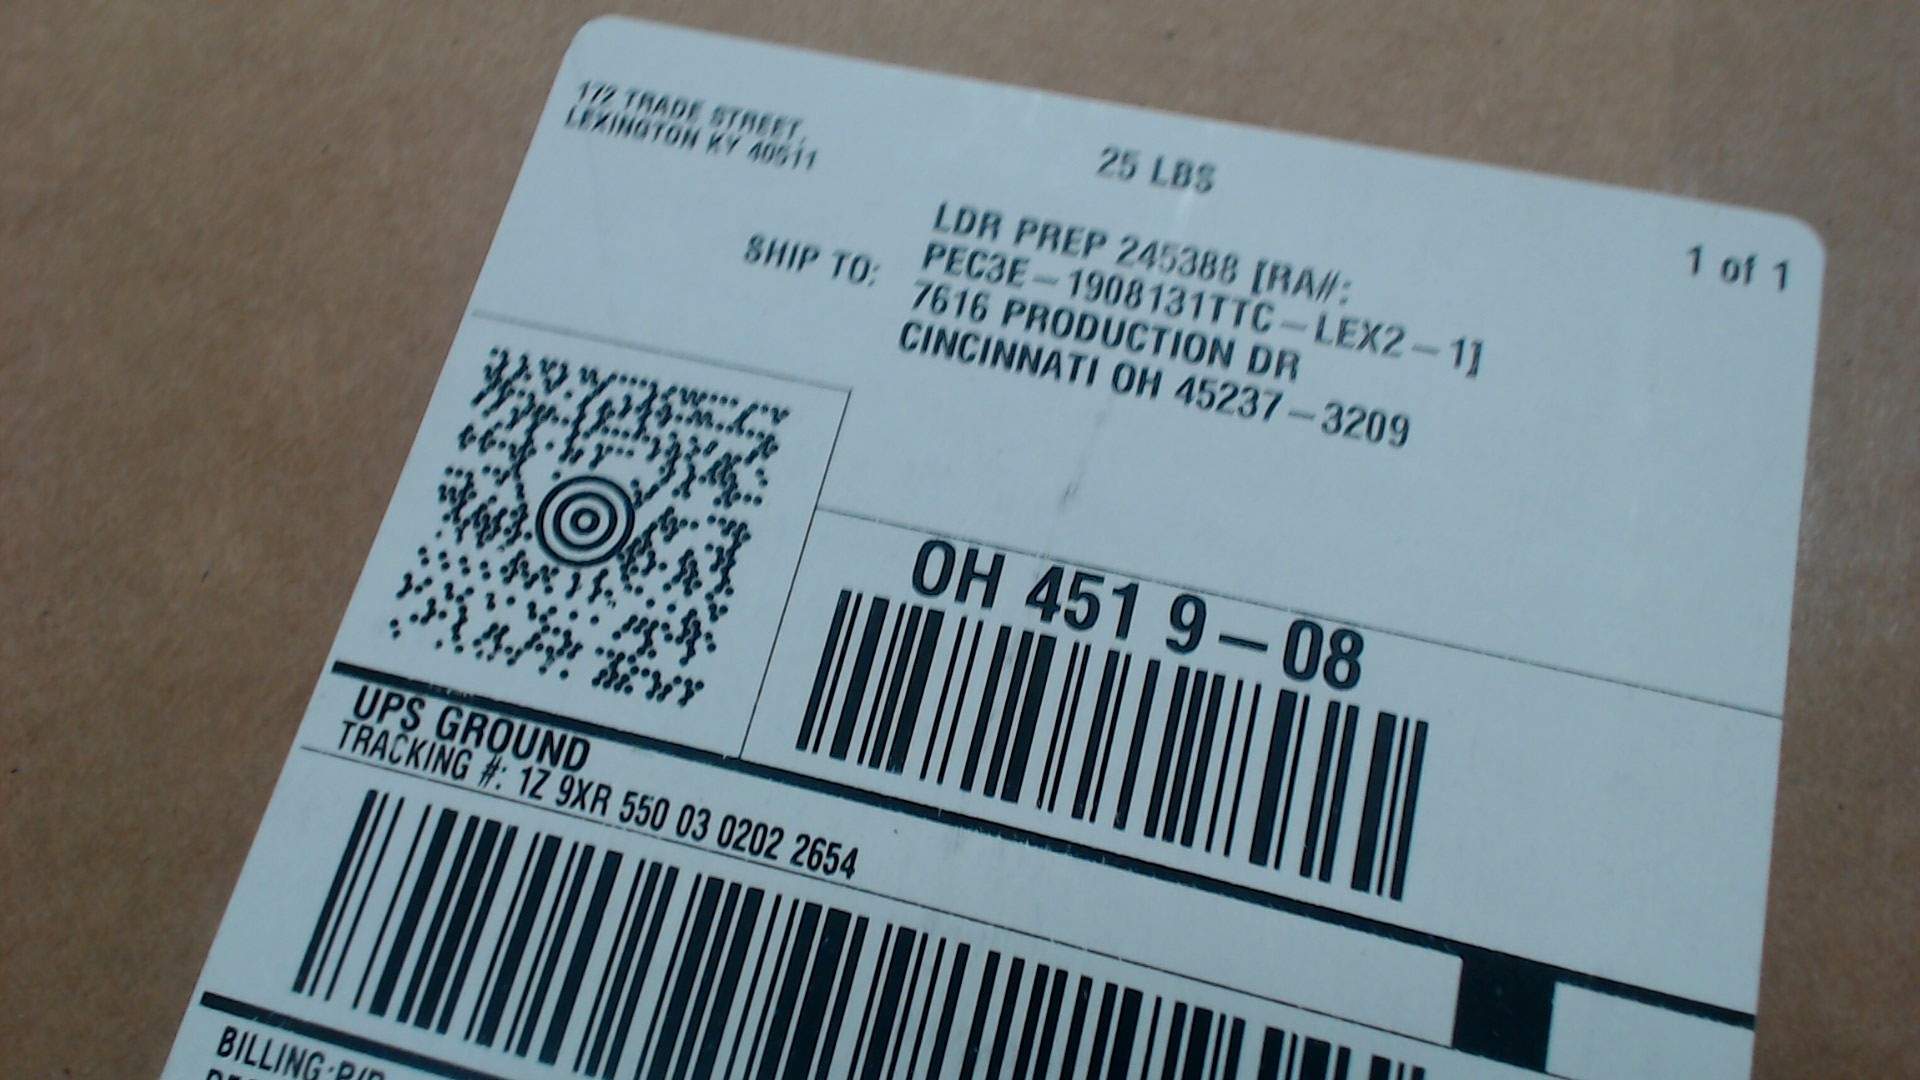 172 TRADE STREET,
LEXINGTON KY 40511
25 LBS
1 of 1
SHIP TO:
LDR PREP 245388 [RA#:
PEC3E-1908131TTC-LEX2-1]
7616 PRODUCTION DR
CINCINNATI OH 45237-3209
OH 451 9-08
UPS GROUND
TRACKING #: 1Z 9XR 550 03 0202 2654
BILLING: P/P